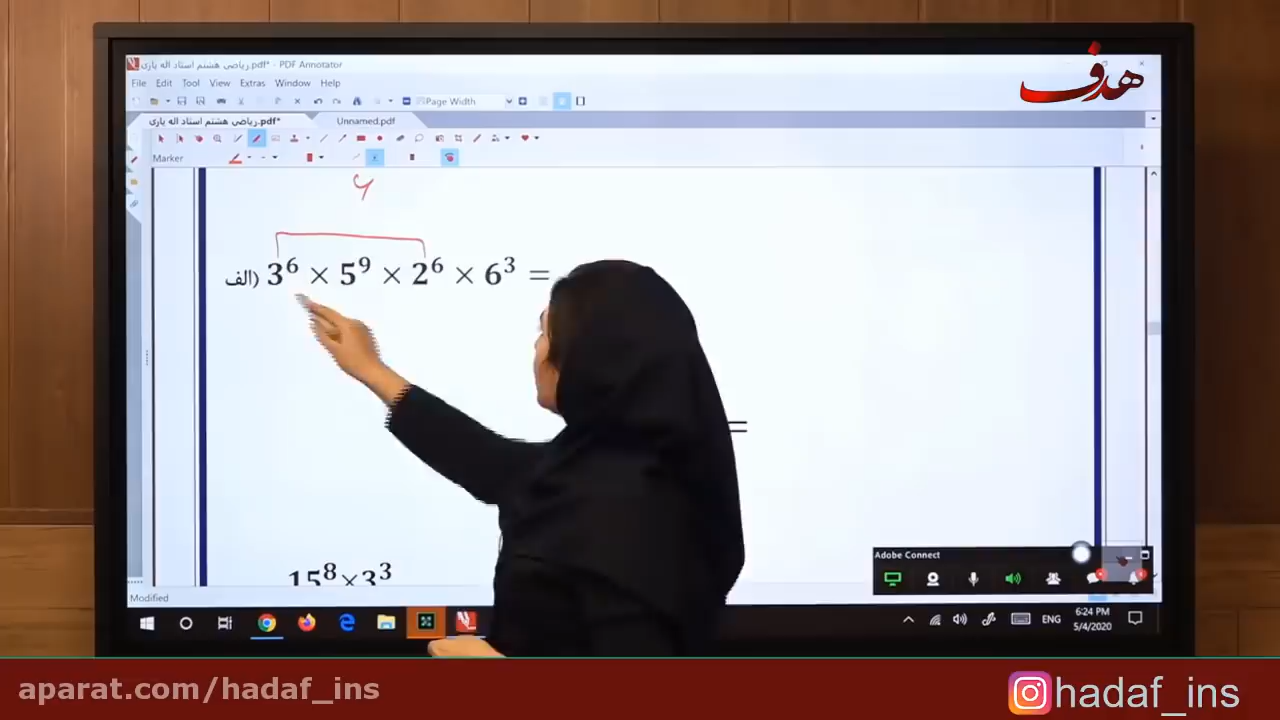 هدف
ریاضی هشتم استاد اله یاری.pdf* - PDF Annotator
File Edit Tool View Extras Window Help
Page Width
ریاضی هشتم استاد اله یاری.pdf* Unnamed.pdf
Marker
الف) 3⁶ × 5⁹ × 2⁶ × 6³ =
=
15⁸×3³
Adobe Connect
Modified
ENG
6:24 PM
5/4/2020
aparat.com/hadaf_ins
hadaf_ins